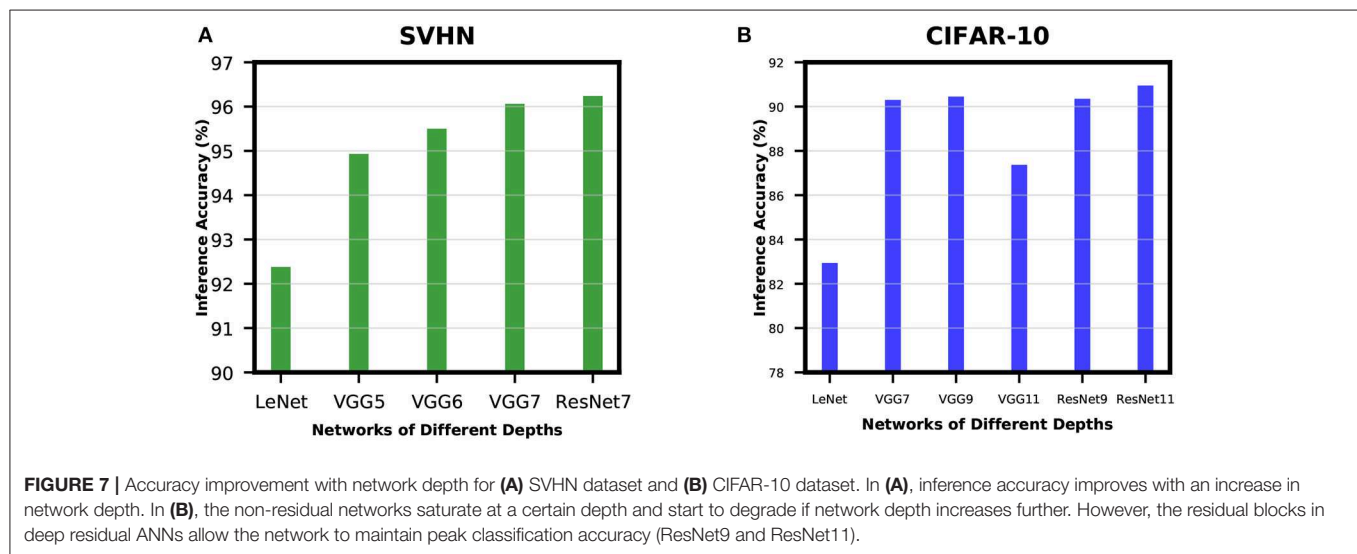 A
SVHN
97
96
95
94
93
92
91
90
Inference Accuracy (%)
LeNet VGG5 VGG6 VGG7 ResNet7
Networks of Different Depths
B
CIFAR-10
92
90
88
86
84
82
80
78
Inference Accuracy (%)
LeNet VGG7 VGG9 VGG11 ResNet9 ResNet11
Networks of Different Depths
FIGURE 7 | Accuracy improvement with network depth for (A) SVHN dataset and (B) CIFAR-10 dataset. In (A), inference accuracy improves with an increase in
network depth. In (B), the non-residual networks saturate at a certain depth and start to degrade if network depth increases further. However, the residual blocks in
deep residual ANNs allow the network to maintain peak classification accuracy (ResNet9 and ResNet11).